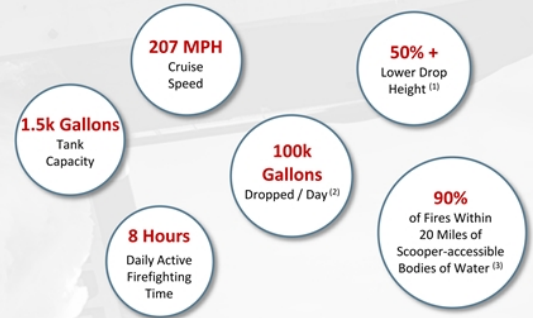 207 MPH
Cruise
Speed
50% +
Lower Drop
Height (1)
1.5k Gallons
Tank
Capacity
100k
Gallons
Dropped / Day (2)
90%
of Fires Within
20 Miles of
Scooper-accessible
Bodies of Water (3)
8 Hours
Daily Active
Firefighting
Time